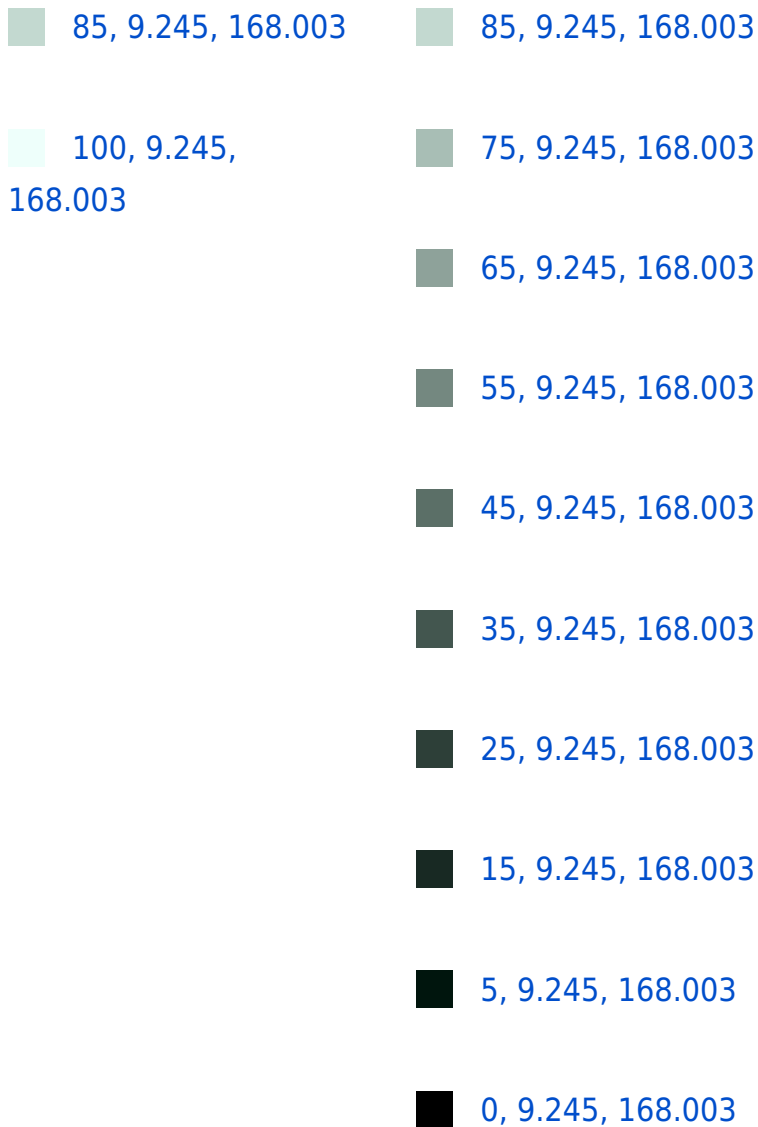 85, 9.245, 168.003
100, 9.245,
168.003
85, 9.245, 168.003
75, 9.245, 168.003
65, 9.245, 168.003
55, 9.245, 168.003
45, 9.245, 168.003
35, 9.245, 168.003
25, 9.245, 168.003
15, 9.245, 168.003
5, 9.245, 168.003
0, 9.245, 168.003